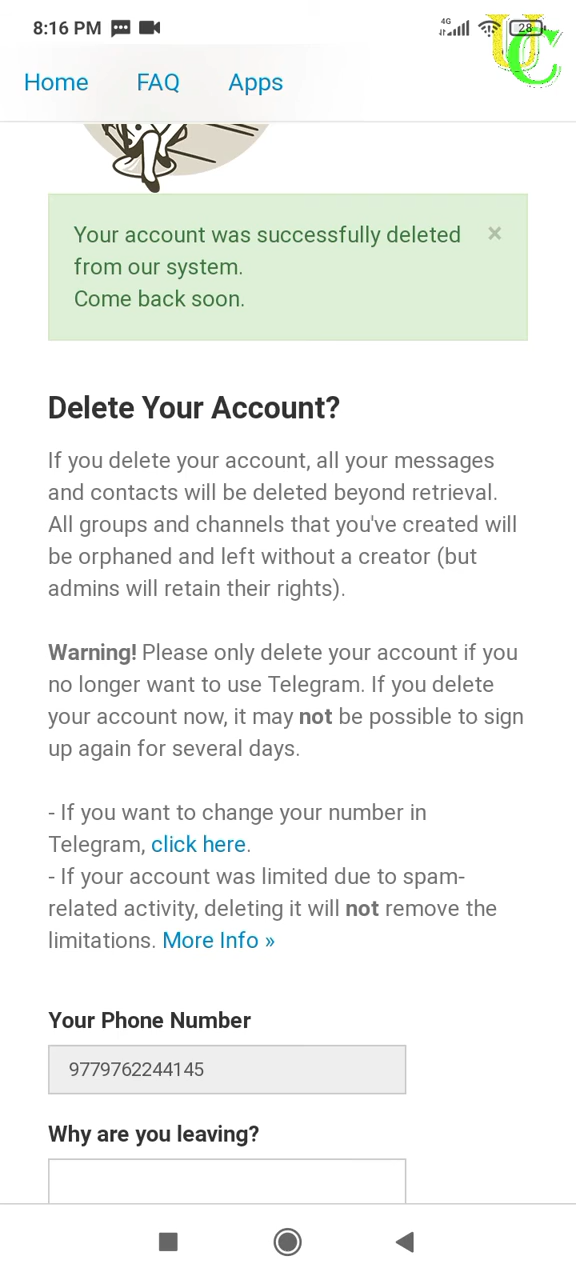 8:16 PM
4G
28
UC
Home FAQ Apps
Your account was successfully deleted ×
from our system.
Come back soon.
Delete Your Account?
If you delete your account, all your messages
and contacts will be deleted beyond retrieval.
All groups and channels that you've created will
be orphaned and left without a creator (but
admins will retain their rights).
Warning! Please only delete your account if you
no longer want to use Telegram. If you delete
your account now, it may not be possible to sign
up again for several days.
- If you want to change your number in
Telegram, click here.
- If your account was limited due to spam-
related activity, deleting it will not remove the
limitations. More Info »
Your Phone Number
9779762244145
Why are you leaving?